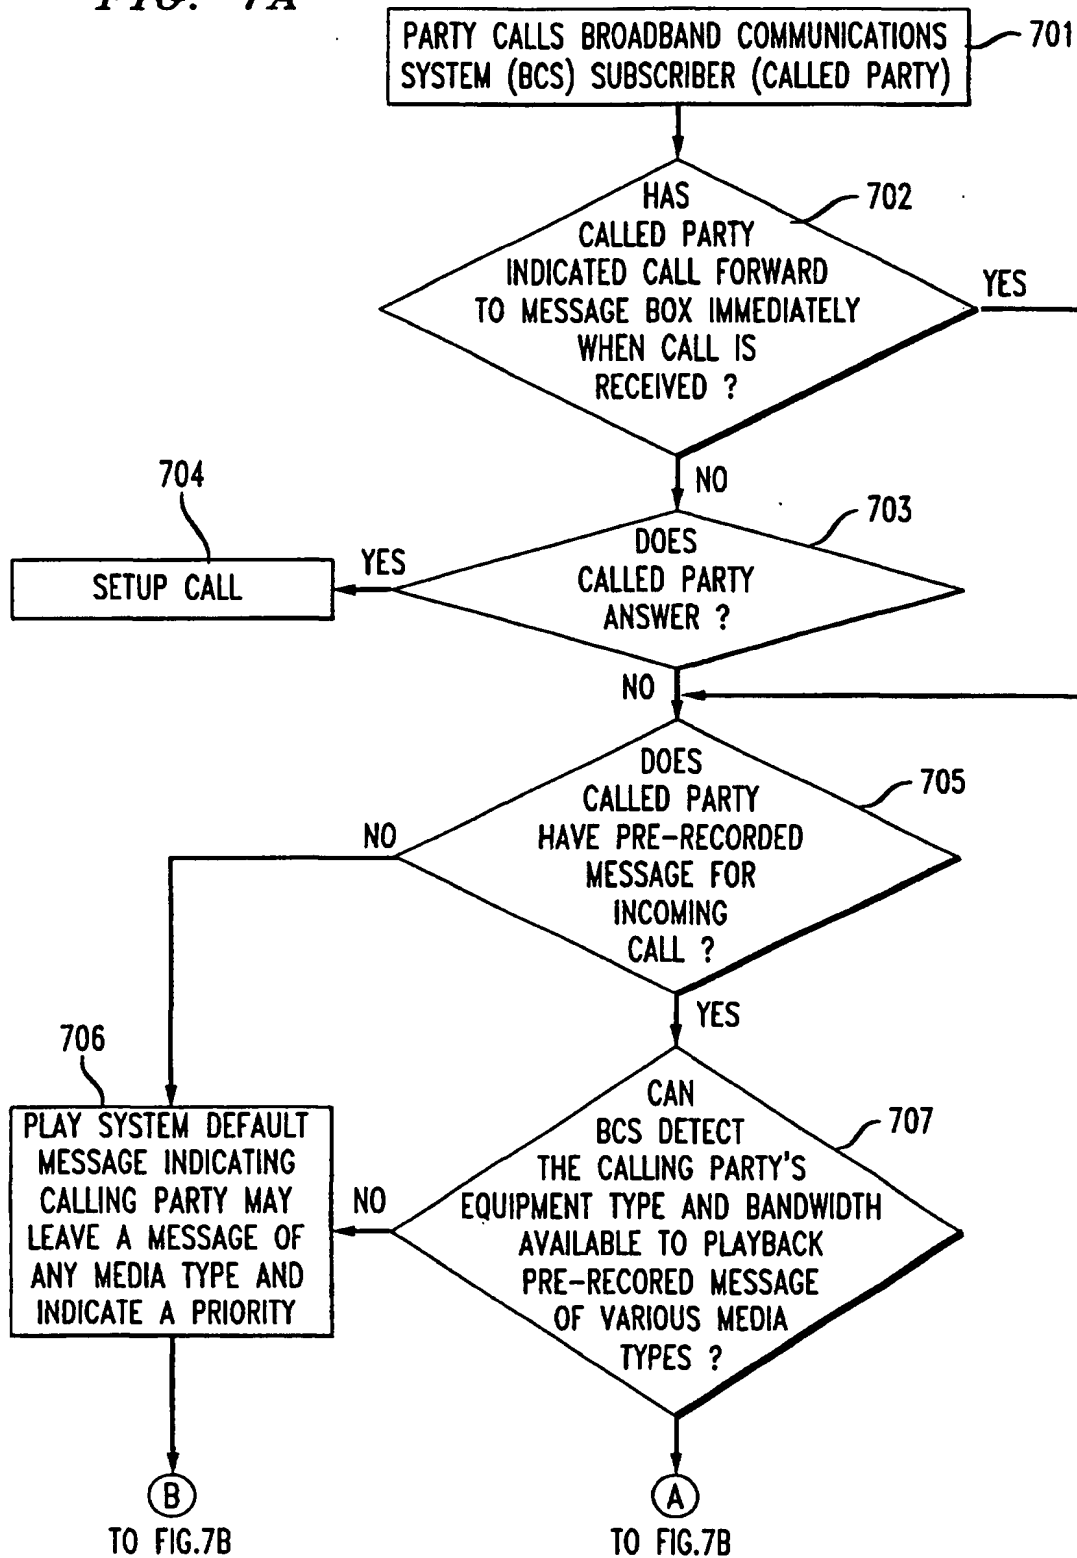 FIG. 7A
PARTY CALLS BROADBAND COMMUNICATIONS
SYSTEM (BCS) SUBSCRIBER (CALLED PARTY)
701
HAS
CALLED PARTY
INDICATED CALL FORWARD
TO MESSAGE BOX IMMEDIATELY
WHEN CALL IS
RECEIVED ?
702
YES
NO
704
SETUP CALL
YES
DOES
CALLED PARTY
ANSWER ?
703
NO
DOES
CALLED PARTY
HAVE PRE-RECORDED
MESSAGE FOR
INCOMING
CALL ?
705
NO
YES
706
PLAY SYSTEM DEFAULT
MESSAGE INDICATING
CALLING PARTY MAY
LEAVE A MESSAGE OF
ANY MEDIA TYPE AND
INDICATE A PRIORITY
NO
CAN
BCS DETECT
THE CALLING PARTY'S
EQUIPMENT TYPE AND BANDWIDTH
AVAILABLE TO PLAYBACK
PRE-RECORED MESSAGE
OF VARIOUS MEDIA
TYPES ?
707
B
TO FIG.7B
A
TO FIG.7B